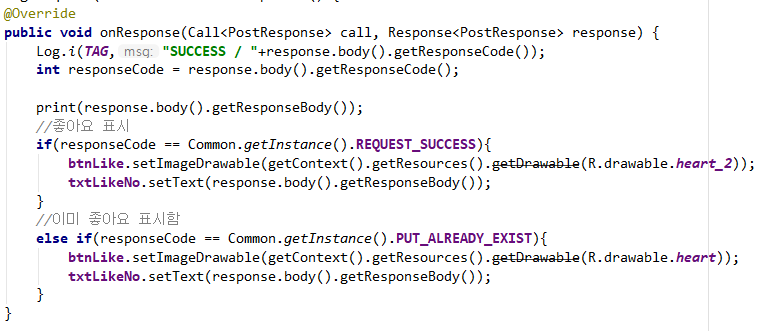 @Override
public void onResponse(Call<PostResponse> call, Response<PostResponse> response) {
Log.i(TAG, msg: "SUCCESS / "+response.body().getResponseCode());
int responseCode = response.body().getResponseCode();
print(response.body().getResponseBody());
//좋아요 표시
if(responseCode == Common.getInstance().REQUEST_SUCCESS){
btnLike.setImageDrawable(getContext().getResources().getDrawable(R.drawable.heart_2));
txtLikeNo.setText(response.body().getResponseBody());
}
//이미 좋아요 표시함
else if(responseCode == Common.getInstance().PUT_ALREADY_EXIST){
btnLike.setImageDrawable(getContext().getResources().getDrawable(R.drawable.heart));
txtLikeNo.setText(response.body().getResponseBody());
}
}